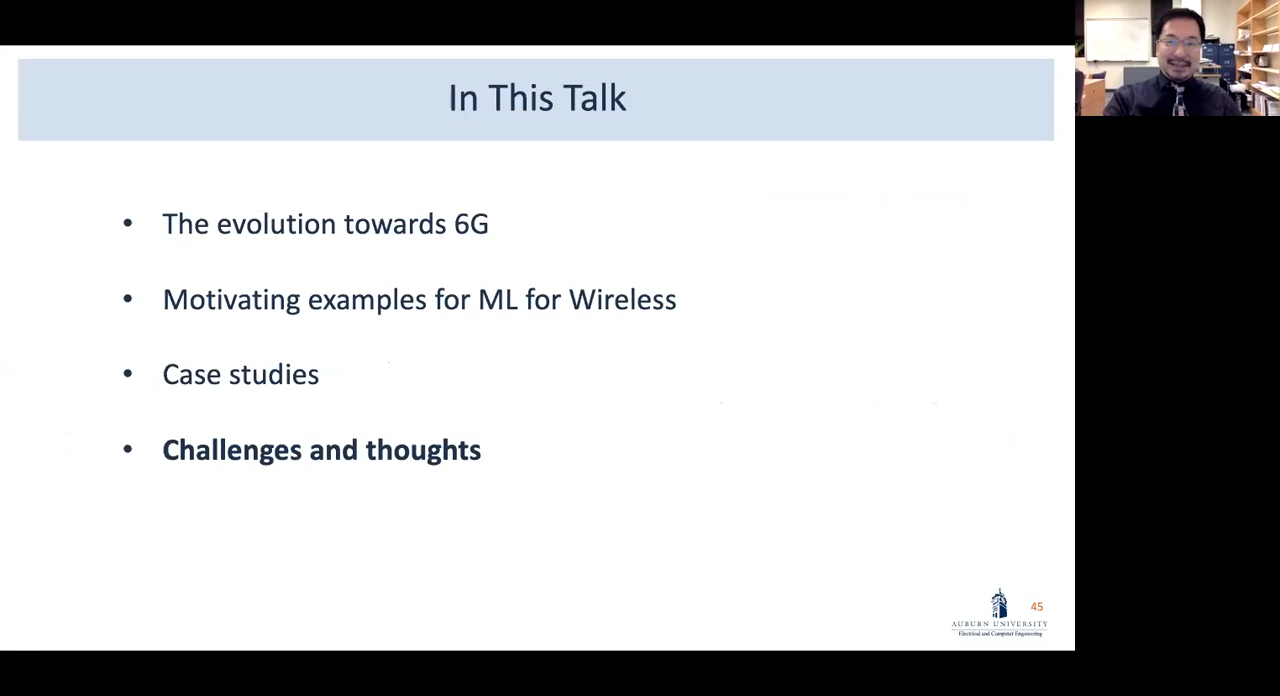 In This Talk
• The evolution towards 6G
• Motivating examples for ML for Wireless
• Case studies
• Challenges and thoughts
45
AUBURN UNIVERSITY
Electrical and Computer Engineering